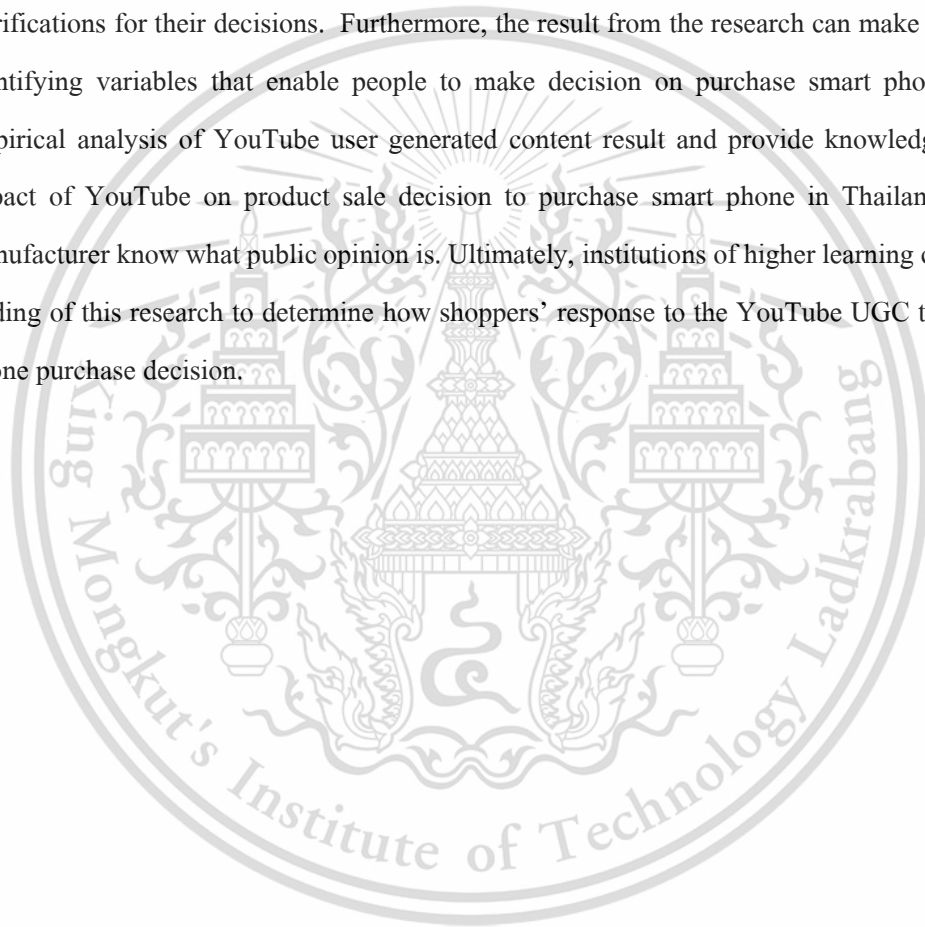 rifications for their decisions. Furthermore, the result from the research can make
ntifying variables that enable people to make decision on purchase smart pho
pirical analysis of YouTube user generated content result and provide knowledg
pact of YouTube on product sale decision to purchase smart phone in Thailan
nufacturer know what public opinion is. Ultimately, institutions of higher learning c
ding of this research to determine how shoppers’ response to the YouTube UGC t
one purchase decision.
King Mongkut's Institute of Technology Ladkrabang